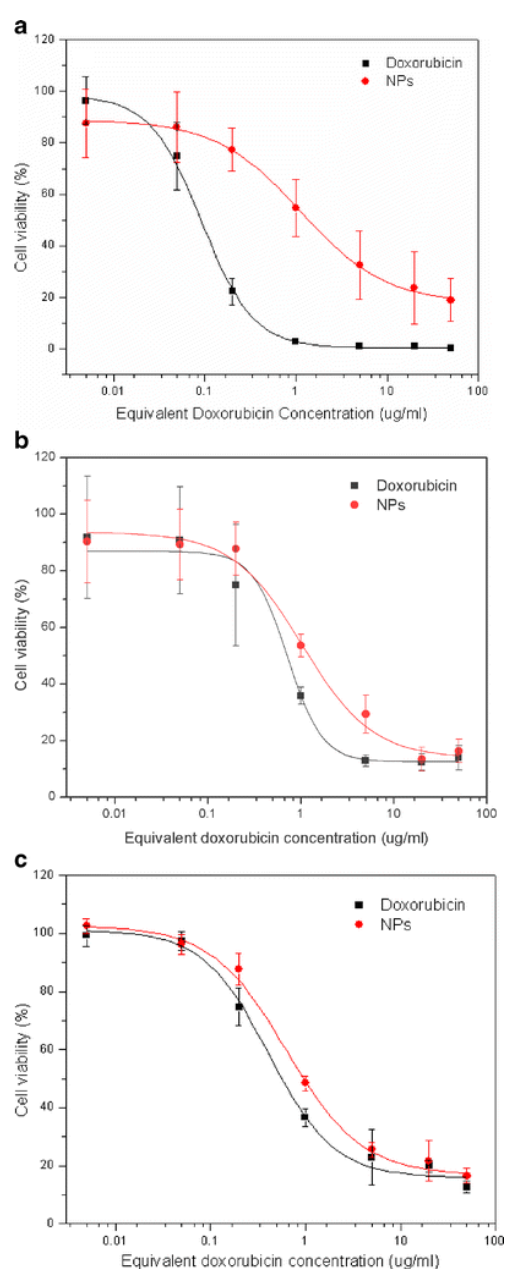 a
120
Doxorubicin
NPs
100
80
60
40
20
0
Cell viability (%)
0.01
0.1
1
10
100
Equivalent Doxorubicin Concentration (ug/ml)
b
120
Doxorubicin
NPs
100
80
60
40
20
0
Cell viability (%)
0.01
0.1
1
10
100
Equivalent doxorubicin concentration (ug/ml)
c
120
Doxorubicin
NPs
100
80
60
40
20
0
Cell viability (%)
0.01
0.1
1
10
100
Equivalent doxorubicin concentration (ug/ml)